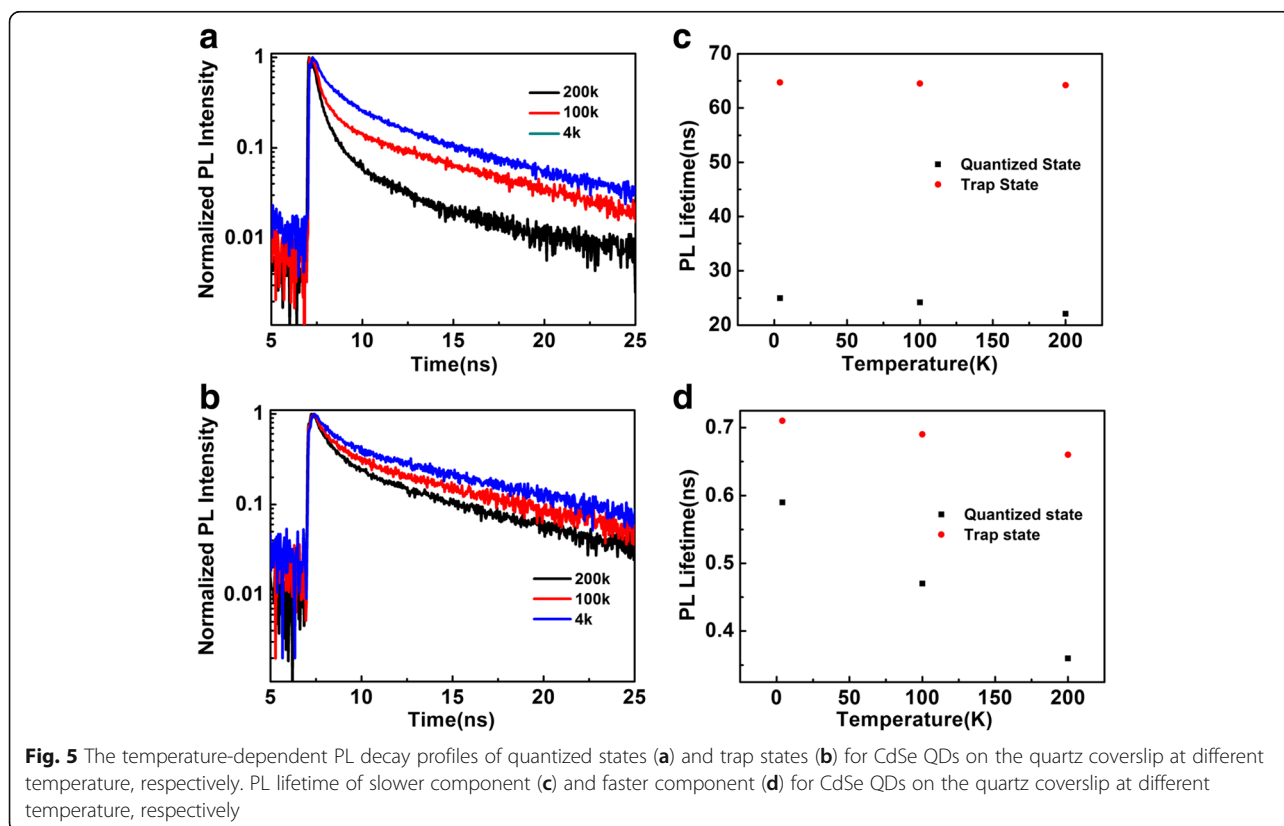 a
Normalized PL Intensity
1
0.1
0.01
200k
100k
4k
5 10 15 20 25
Time(ns)
c
PL Lifetime(ns)
70
60
50
40
30
20
Quantized State
Trap State
0 50 100 150 200
Temperature(K)
b
Normalized PL Intensity
1
0.1
0.01
200k
100k
4k
5 10 15 20 25
Time(ns)
d
PL Lifetime(ns)
0.7
0.6
0.5
0.4
Quantized state
Trap state
0 50 100 150 200
Temperature(K)
Fig. 5 The temperature-dependent PL decay profiles of quantized states (a) and trap states (b) for CdSe QDs on the quartz coverslip at different
temperature, respectively. PL lifetime of slower component (c) and faster component (d) for CdSe QDs on the quartz coverslip at different
temperature, respectively